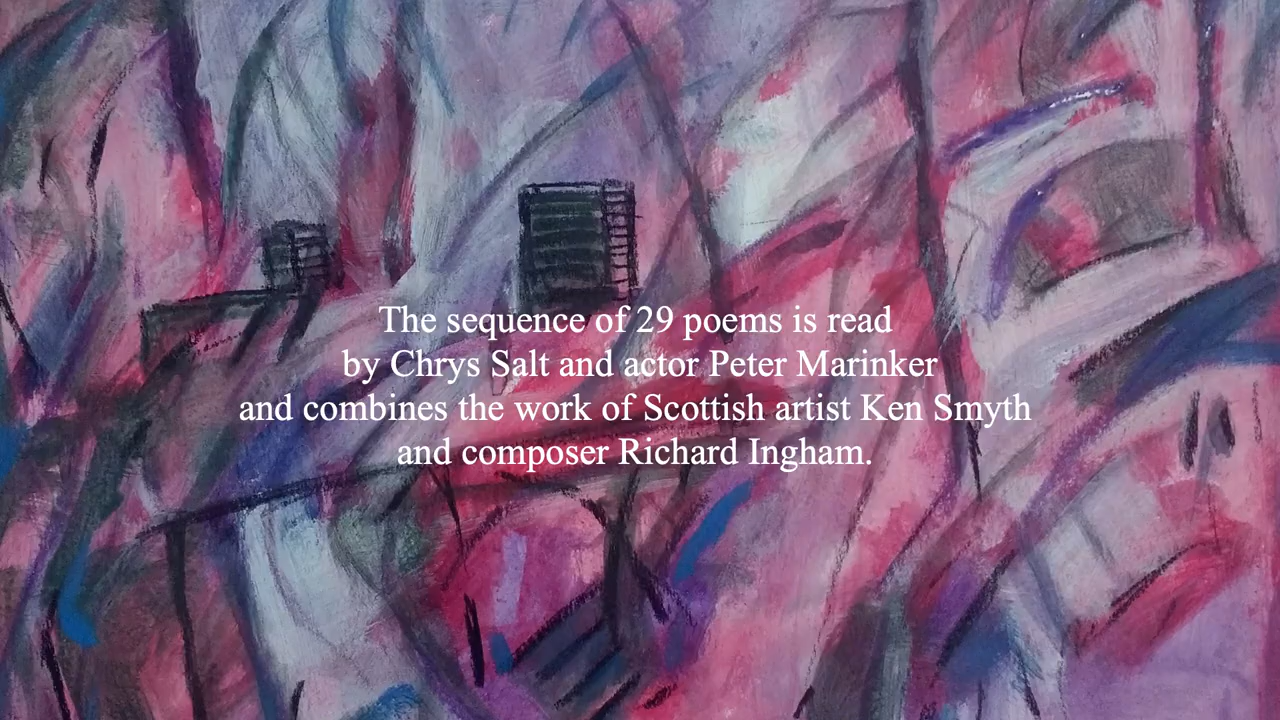 The sequence of 29 poems is read
by Chrys Salt and actor Peter Marinker
and combines the work of Scottish artist Ken Smyth
and composer Richard Ingham.